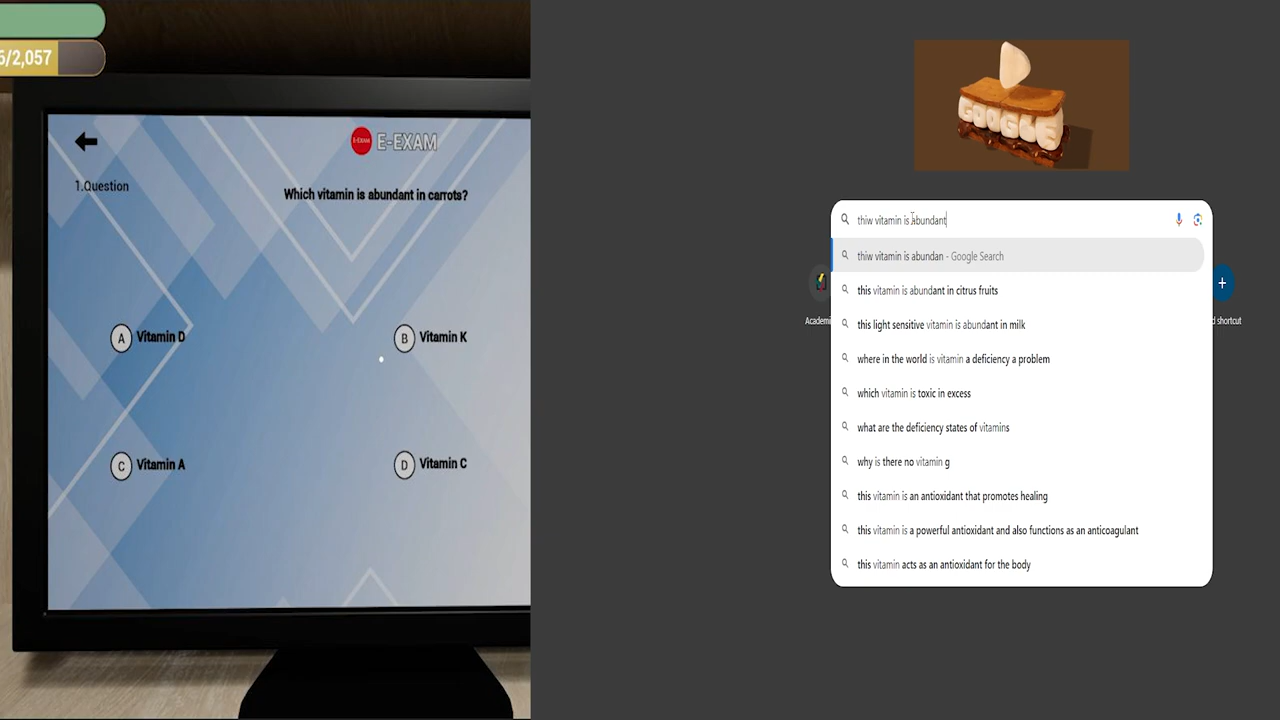 6/2,057
E-EXAM
1.Question
Which vitamin is abundant in carrots?
A Vitamin D
B Vitamin K
C Vitamin A
D Vitamin C
GOOGLE
thiw vitamin is abundant
thiw vitamin is abundan - Google Search
this vitamin is abundant in citrus fruits
this light sensitive vitamin is abundant in milk
where in the world is vitamin a deficiency a problem
which vitamin is toxic in excess
what are the deficiency states of vitamins
why is there no vitamin g
this vitamin is an antioxidant that promotes healing
this vitamin is a powerful antioxidant and also functions as an anticoagulant
this vitamin acts as an antioxidant for the body
Academi
d shortcut